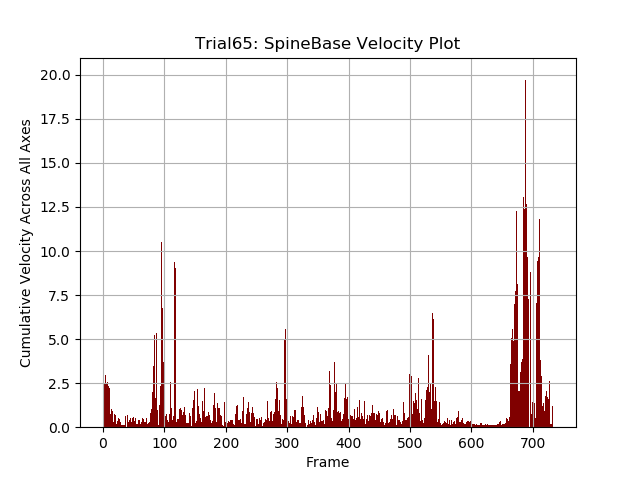 Trial65: SpineBase Velocity Plot
Cumulative Velocity Across All Axes
20.0
17.5
15.0
12.5
10.0
7.5
5.0
2.5
0.0
0 100 200 300 400 500 600 700
Frame